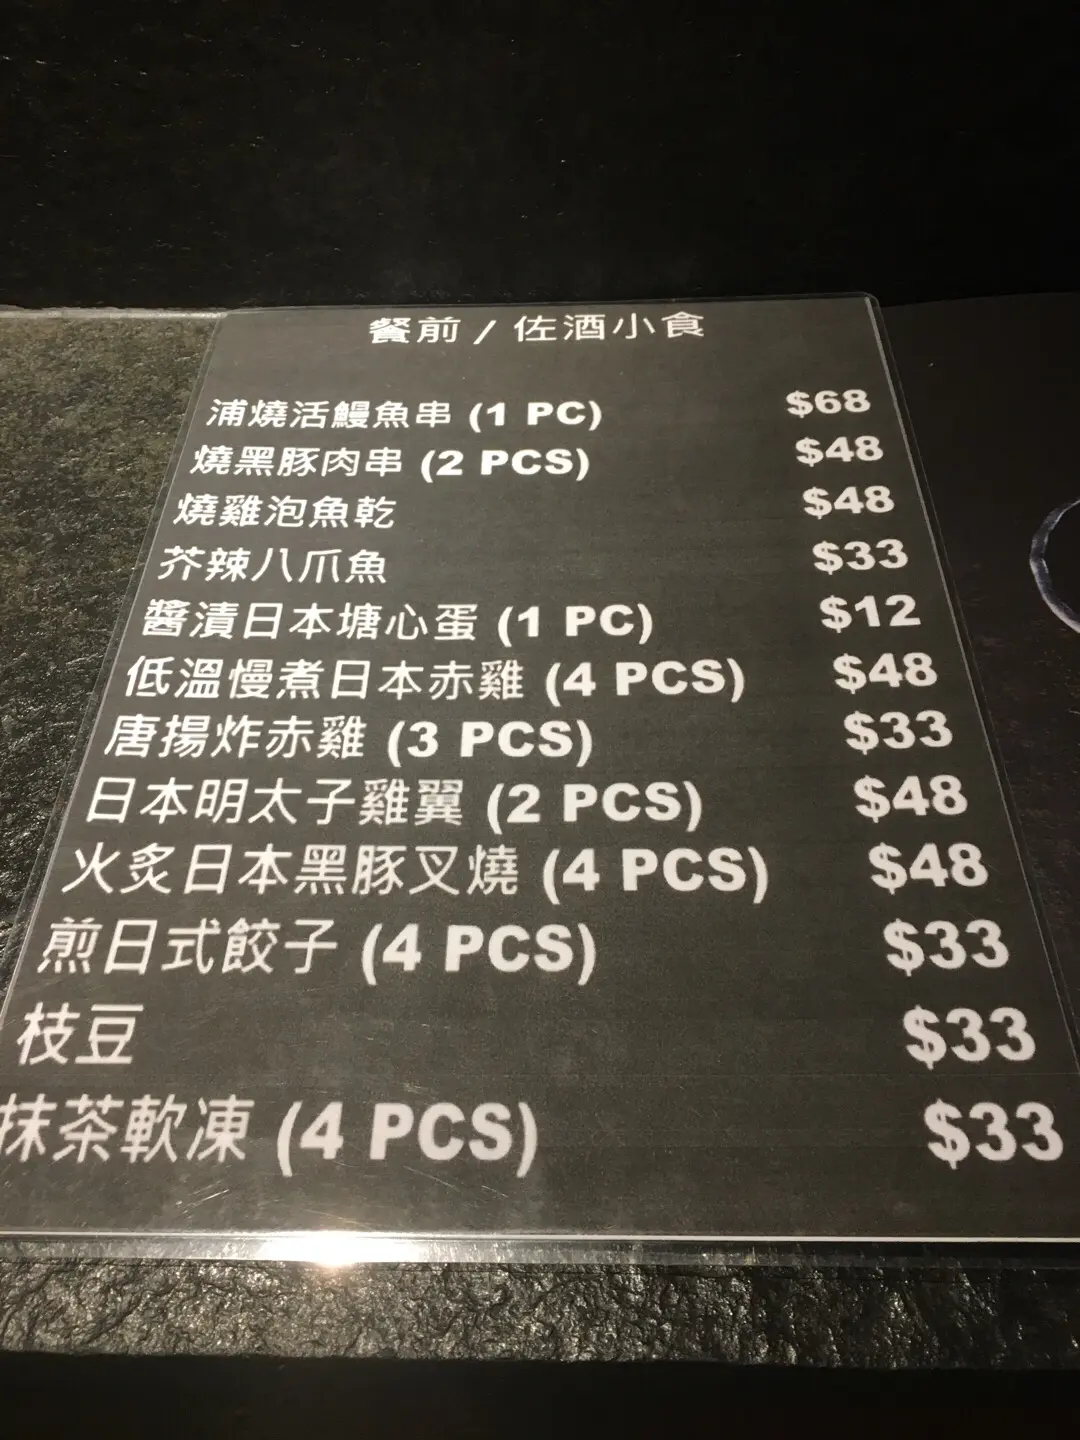 餐前 / 佐酒小食
浦燒活鰻魚串 (1 PC) $68
燒黑豚肉串 (2 PCS) $48
燒雞泡魚乾 $48
芥辣八爪魚 $33
醬漬日本塘心蛋 (1 PC) $12
低溫慢煮日本赤雞 (4 PCS) $48
唐揚炸赤雞 (3 PCS) $33
日本明太子雞翼 (2 PCS) $48
火炙日本黑豚叉燒 (4 PCS) $48
煎日式餃子 (4 PCS) $33
枝豆 $33
抹茶軟凍 (4 PCS) $33